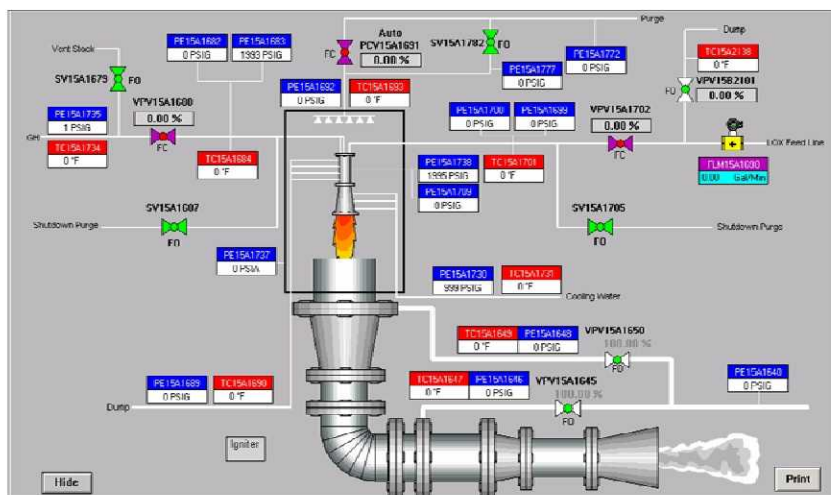 Purge
Dump
PE15A1682
0 PSIG
PE15A1683
1993 PSIG
Auto
PCV15A1691
0.00 %
FC
SV15A1782
FO
PE15A1772
0 PSIG
TC15A2138
0 °F
Vent Stack
SV15A1679
FO
PE15A1777
0 PSIG
VPV15B2101
0.00 %
FO
PE15A1692
0 PSIG
TC15A1693
0 °F
VPV15A1680
0.00 %
FC
PE15A1700
0 PSIG
PE15A1699
0 PSIG
VPV15A1702
0.00 %
FC
PE15A1735
1 PSIG
GH
TC15A1734
0 °F
TC15A1684
0 °F
PE15A1738
1995 PSIG
TC15A1701
0 °F
PE15A1709
0 PSIG
LOX Feed Line
FLM15A1690
0.00 Gal/Min
SV15A1687
FO
Shutdown Purge
SV15A1705
FO
Shutdown Purge
PE15A1737
0 PSIA
PE15A1730
999 PSIG
TC15A1731
0 °F
Cooling Water
TC15A1649
0 °F
PE15A1648
0 PSIG
VPV15A1650
100.00 %
FO
PE15A1689
0 PSIG
TC15A1690
0 °F
Dump
TC15A1647
0 °F
PE15A1646
0 PSIG
VPV15A1645
100.00 %
FO
PE15A1640
0 PSIG
Igniter
Hide
Print